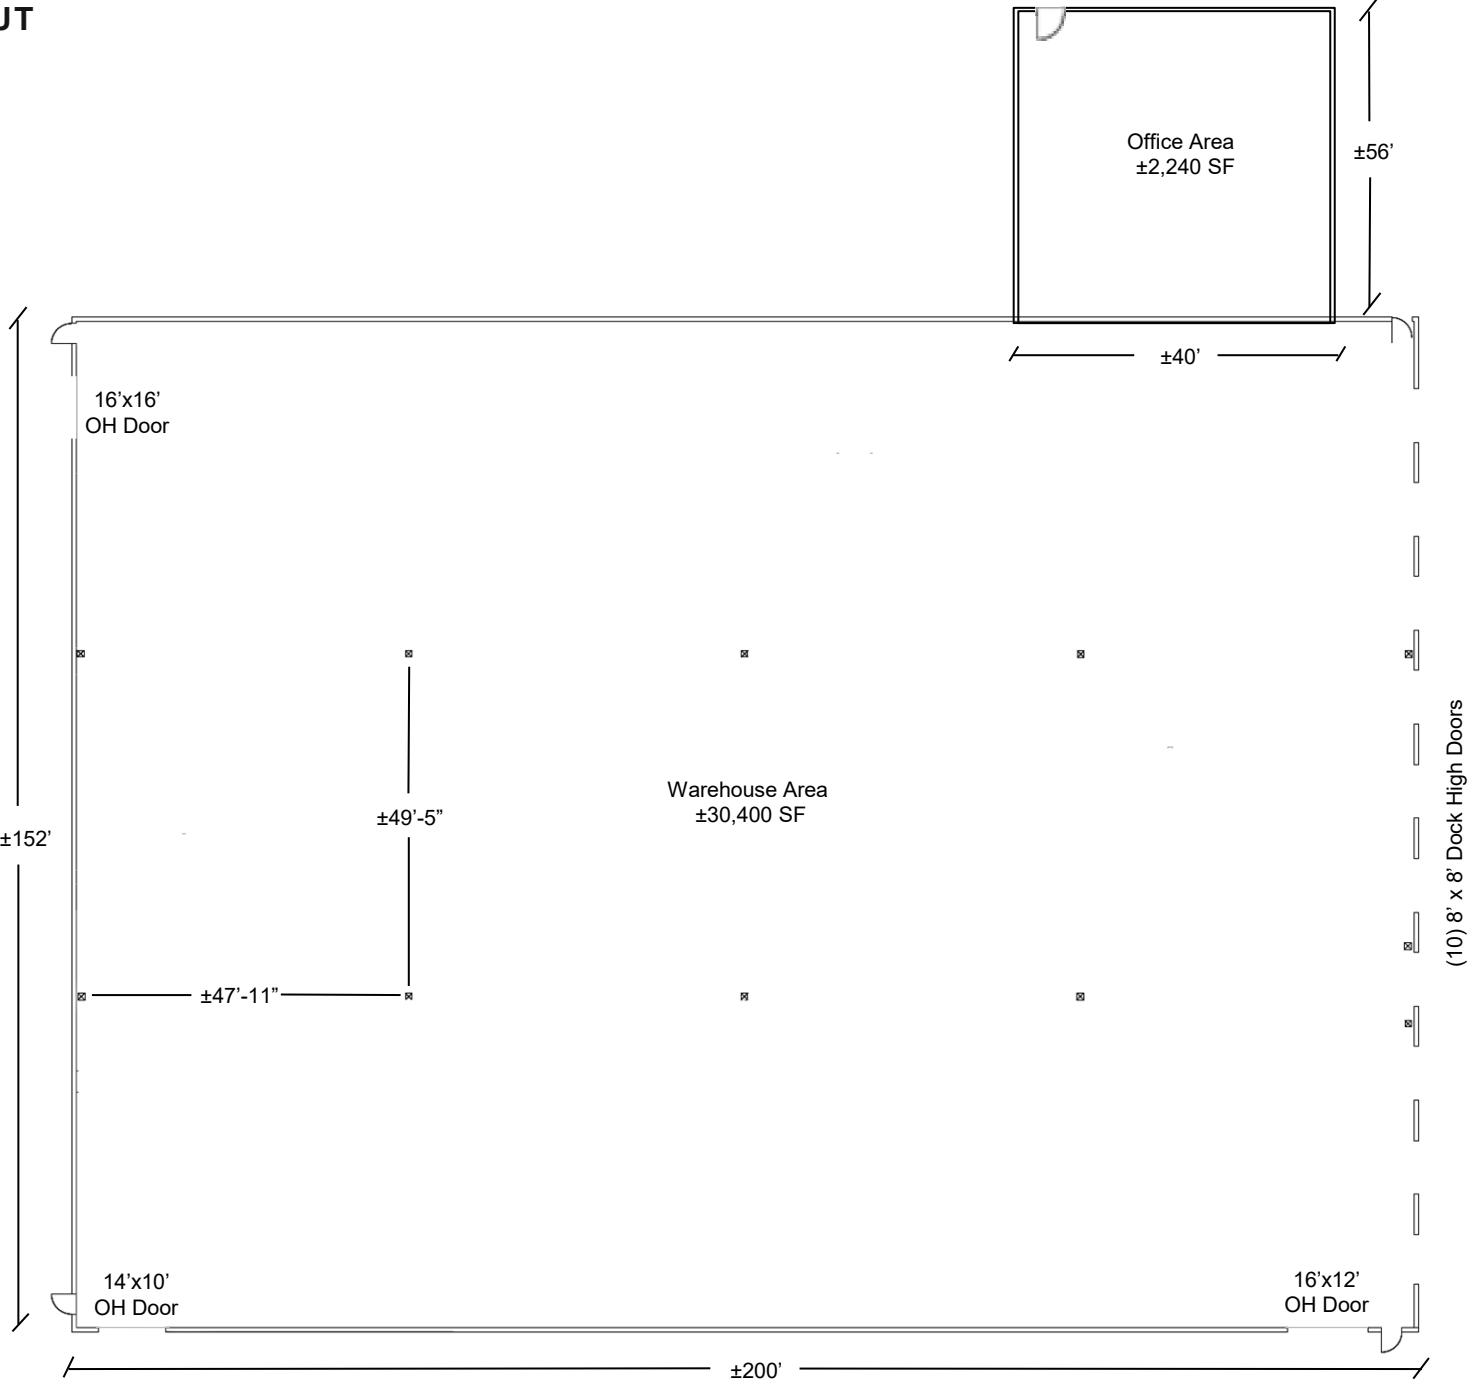 UT
Office Area
±2,240 SF
±56’
±40’
16’x16’
OH Door
(10) 8’ x 8’ Dock High Doors
Warehouse Area
±30,400 SF
±49’-5”
±152’
±47’-11”
14’x10’
OH Door
16’x12’
OH Door
±200’